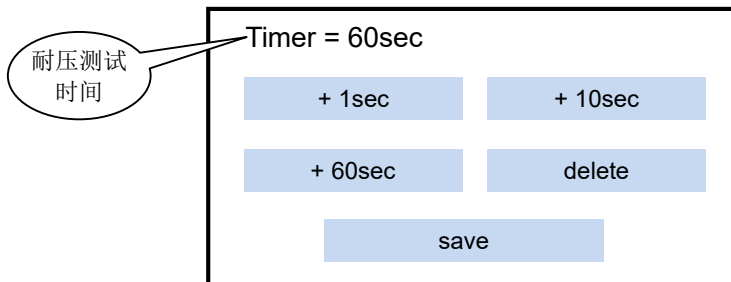 耐压测试
时间
Timer = 60sec
+ 1sec
+ 10sec
+ 60sec
delete
save